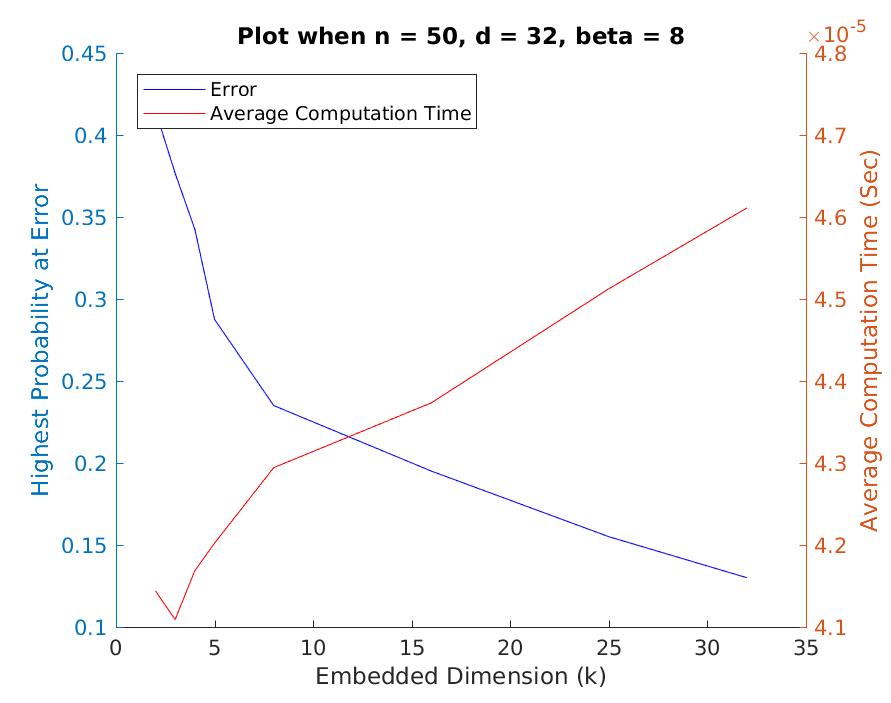 Plot when n = 50, d = 32, beta = 8
×10-5
Error
Average Computation Time
0.45
0.4
0.35
0.3
0.25
0.2
0.15
0.1
Highest Probability at Error
4.8
4.7
4.6
4.5
4.4
4.3
4.2
4.1
Average Computation Time (Sec)
0 5 10 15 20 25 30 35
Embedded Dimension (k)